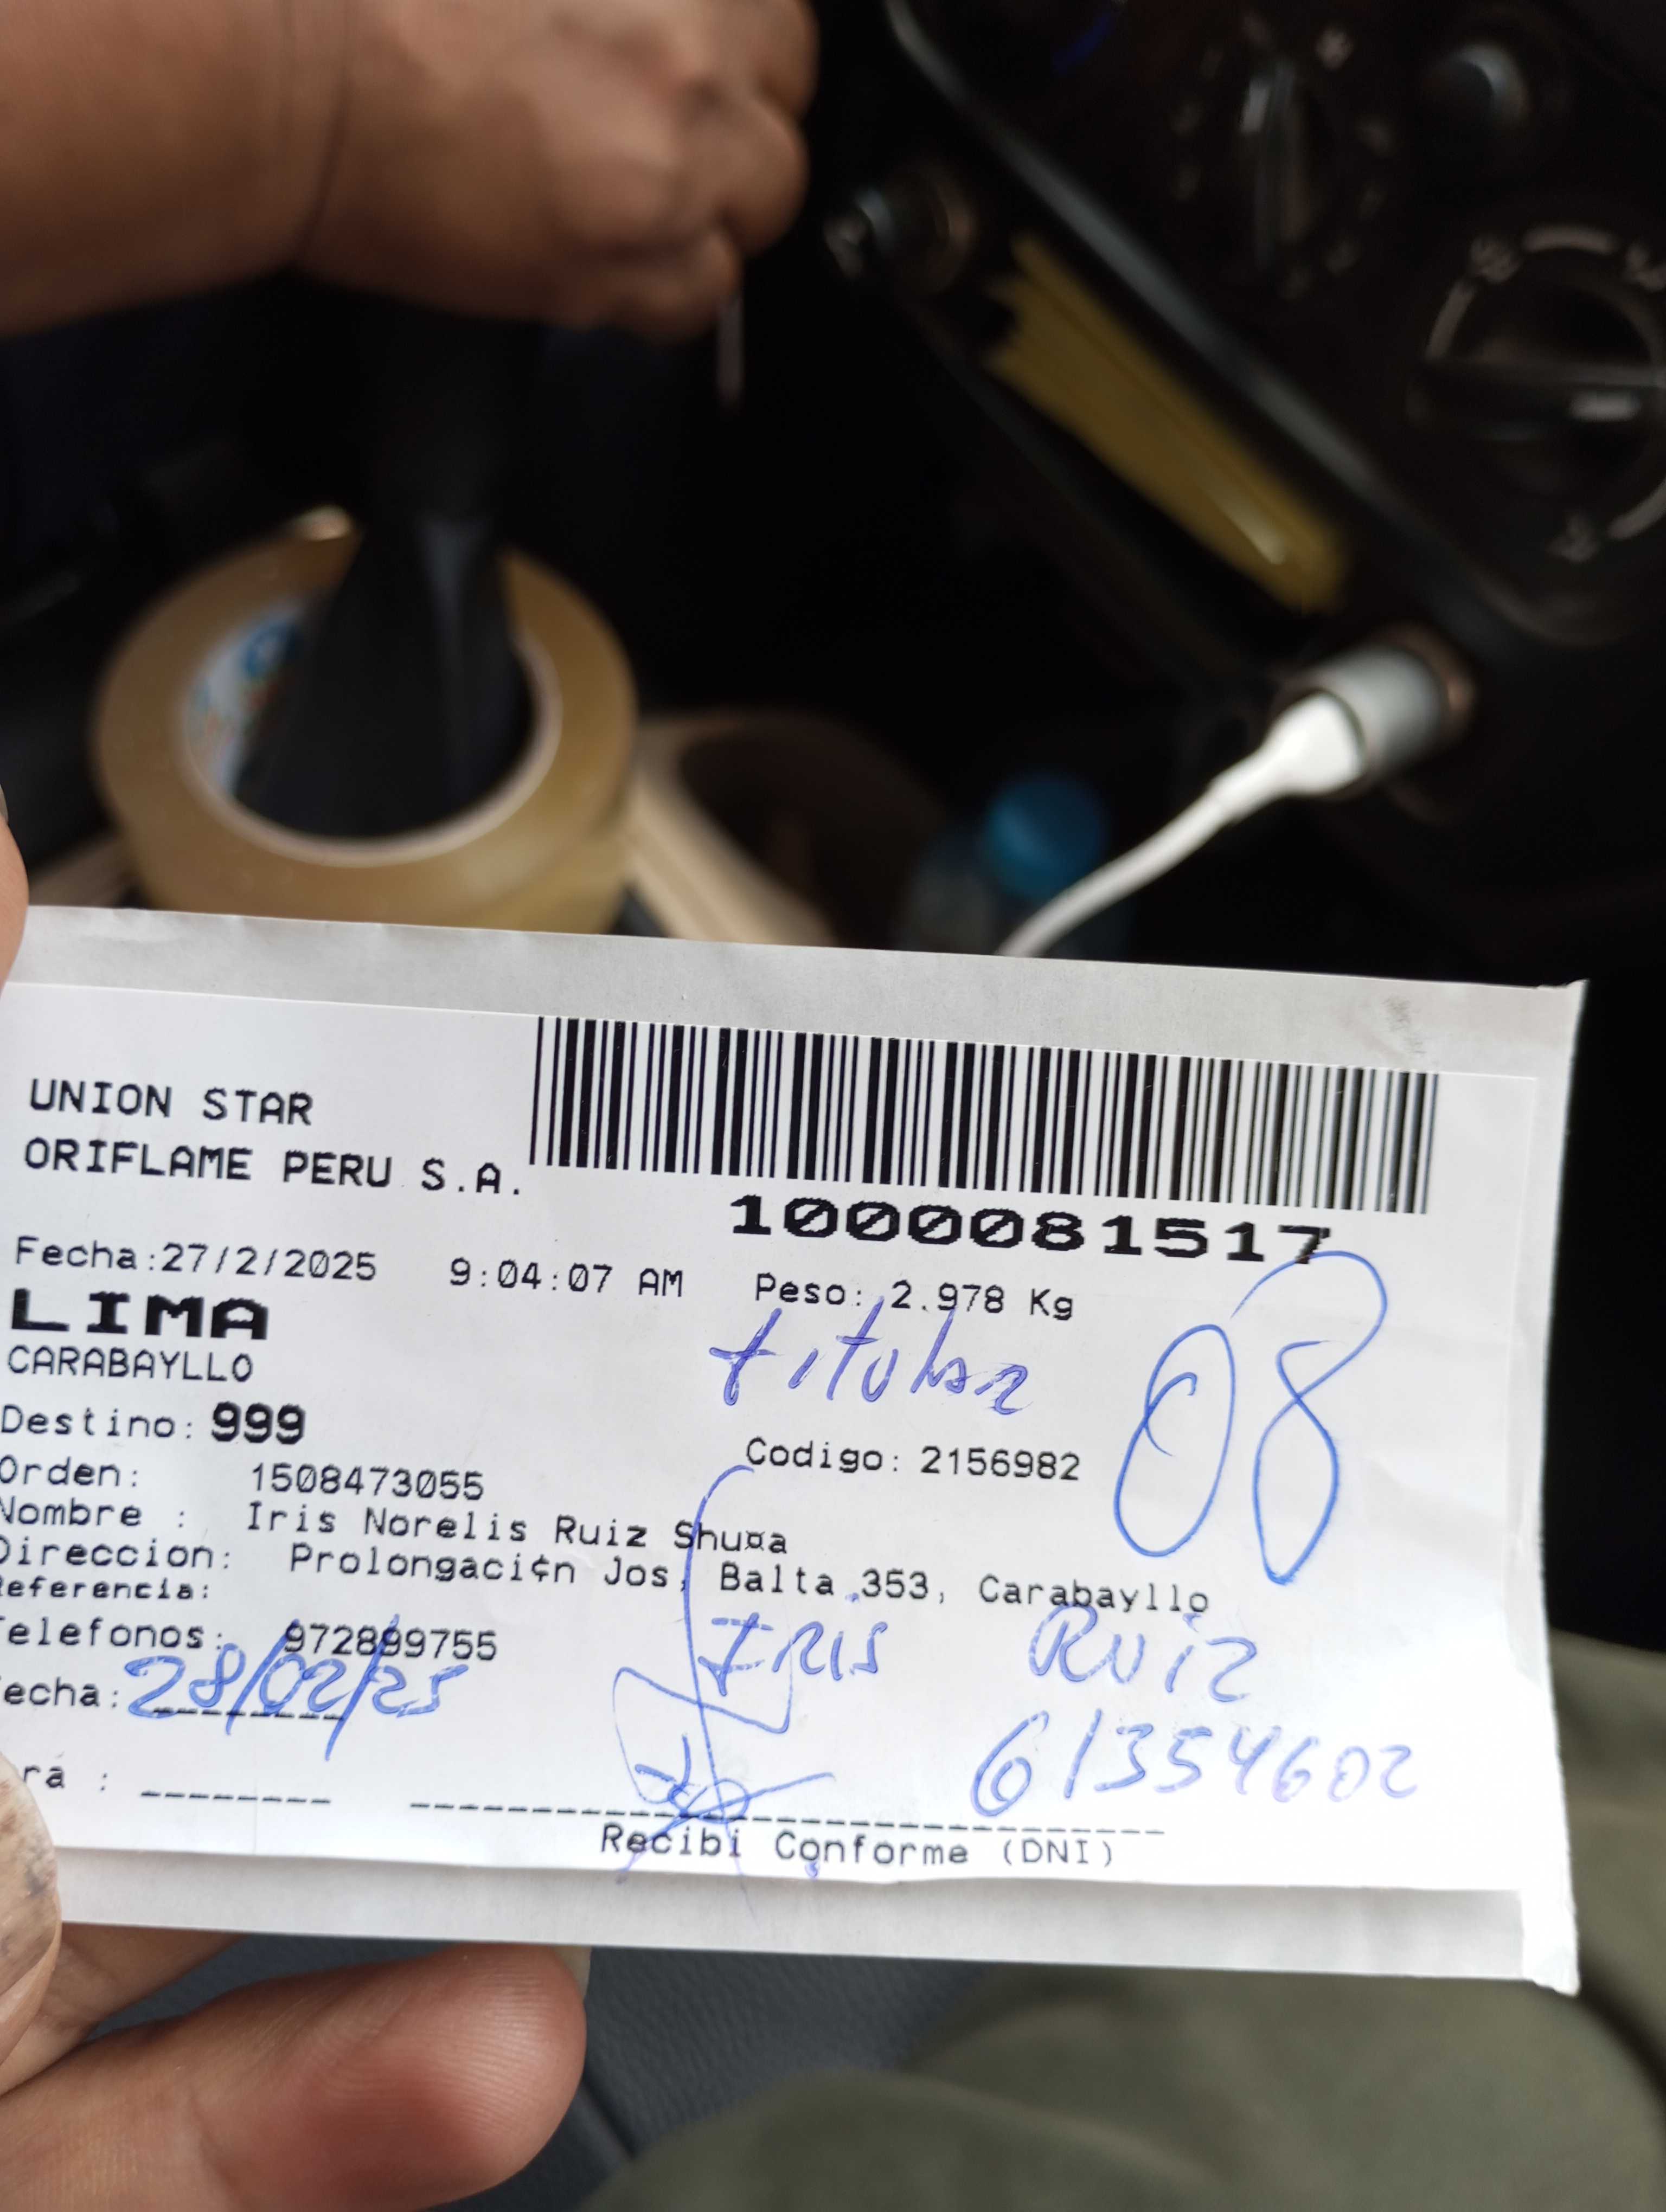 UNION STAR
ORIFLAME PERU S.A.
1000081517
Fecha:27/2/2025 9:04:07 AM Peso: 2.978 Kg
LIMA
titular
08
CARABAYLLO
Destino: 999
Codigo: 2156982
Orden: 1508473055
Nombre : Iris Norelis Ruiz Shu¤a
Direccion: Prolongaci¢n Jos, Balta 353, Carabayllo
Referencia:
Telefonos: 972899755
IRIS Ruiz
echa: 28/02/25
61354602
ra :
Recibi Conforme (DNI)